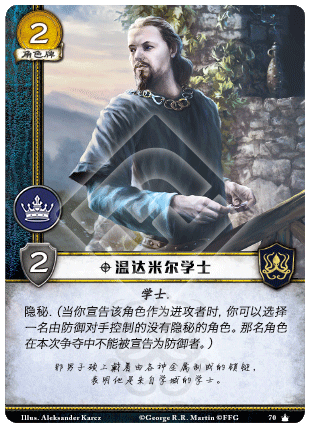 2
角色牌
2
温达米尔学士
学士.
隐秘.（当你宣告该角色作为进攻者时，你可以选择
一名由防御对手控制的没有隐秘的角色。那名角色
在本次争夺中不能被宣告为防御者。）
那男子颈上戴着由各种金属制成的颈链，
表明他是来自学城的学士。
Illus. Aleksander Karcz
©George R.R. Martin ©FFG
70